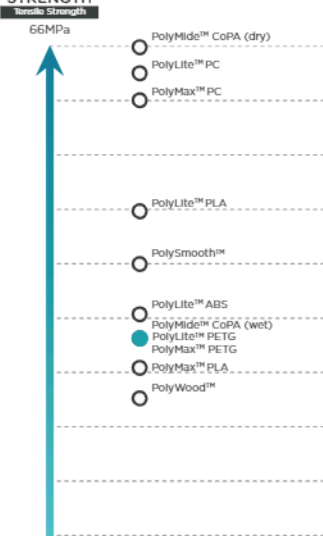 STRENGTH
Tensile Strength
66MPa
PolyMide™ CoPA (dry)
PolyLite™ PC
PolyMax™ PC
PolyLite™ PLA
PolySmooth™
PolyLite™ ABS
PolyMide™ CoPA (wet)
PolyLite™ PETG
PolyMax™ PETG
PolyMax™ PLA
PolyWood™